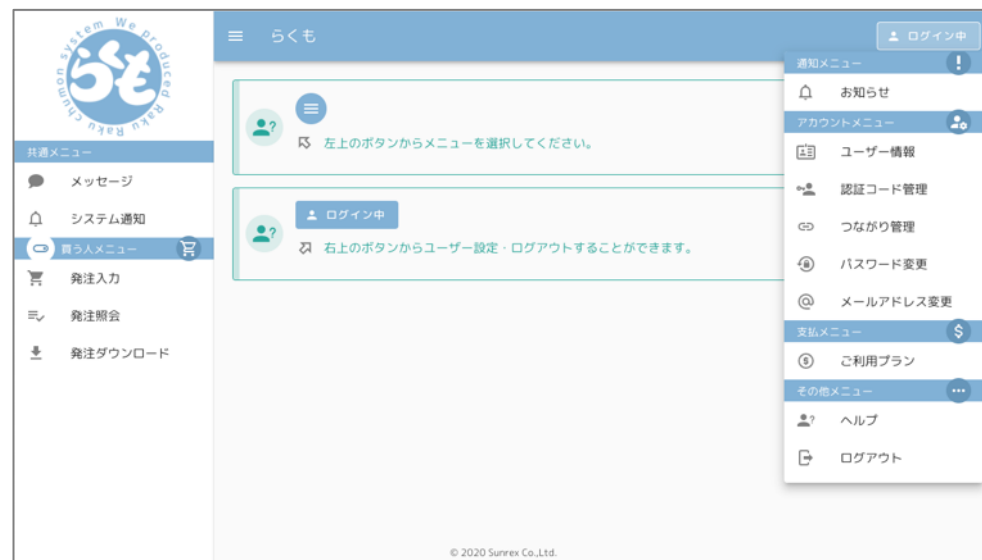 system We produced Raku Raku chumon
らくも
共通メニュー
メッセージ
システム通知
買う人メニュー
発注入力
発注照会
発注ダウンロード
らくも
ログイン中
左上のボタンからメニューを選択してください。
ログイン中
右上のボタンからユーザー設定・ログアウトすることができます。
通知メニュー
お知らせ
アカウントメニュー
ユーザー情報
認証コード管理
つながり管理
パスワード変更
メールアドレス変更
支払メニュー
ご利用プラン
その他メニュー
ヘルプ
ログアウト
© 2020 Sunrex Co.,Ltd.